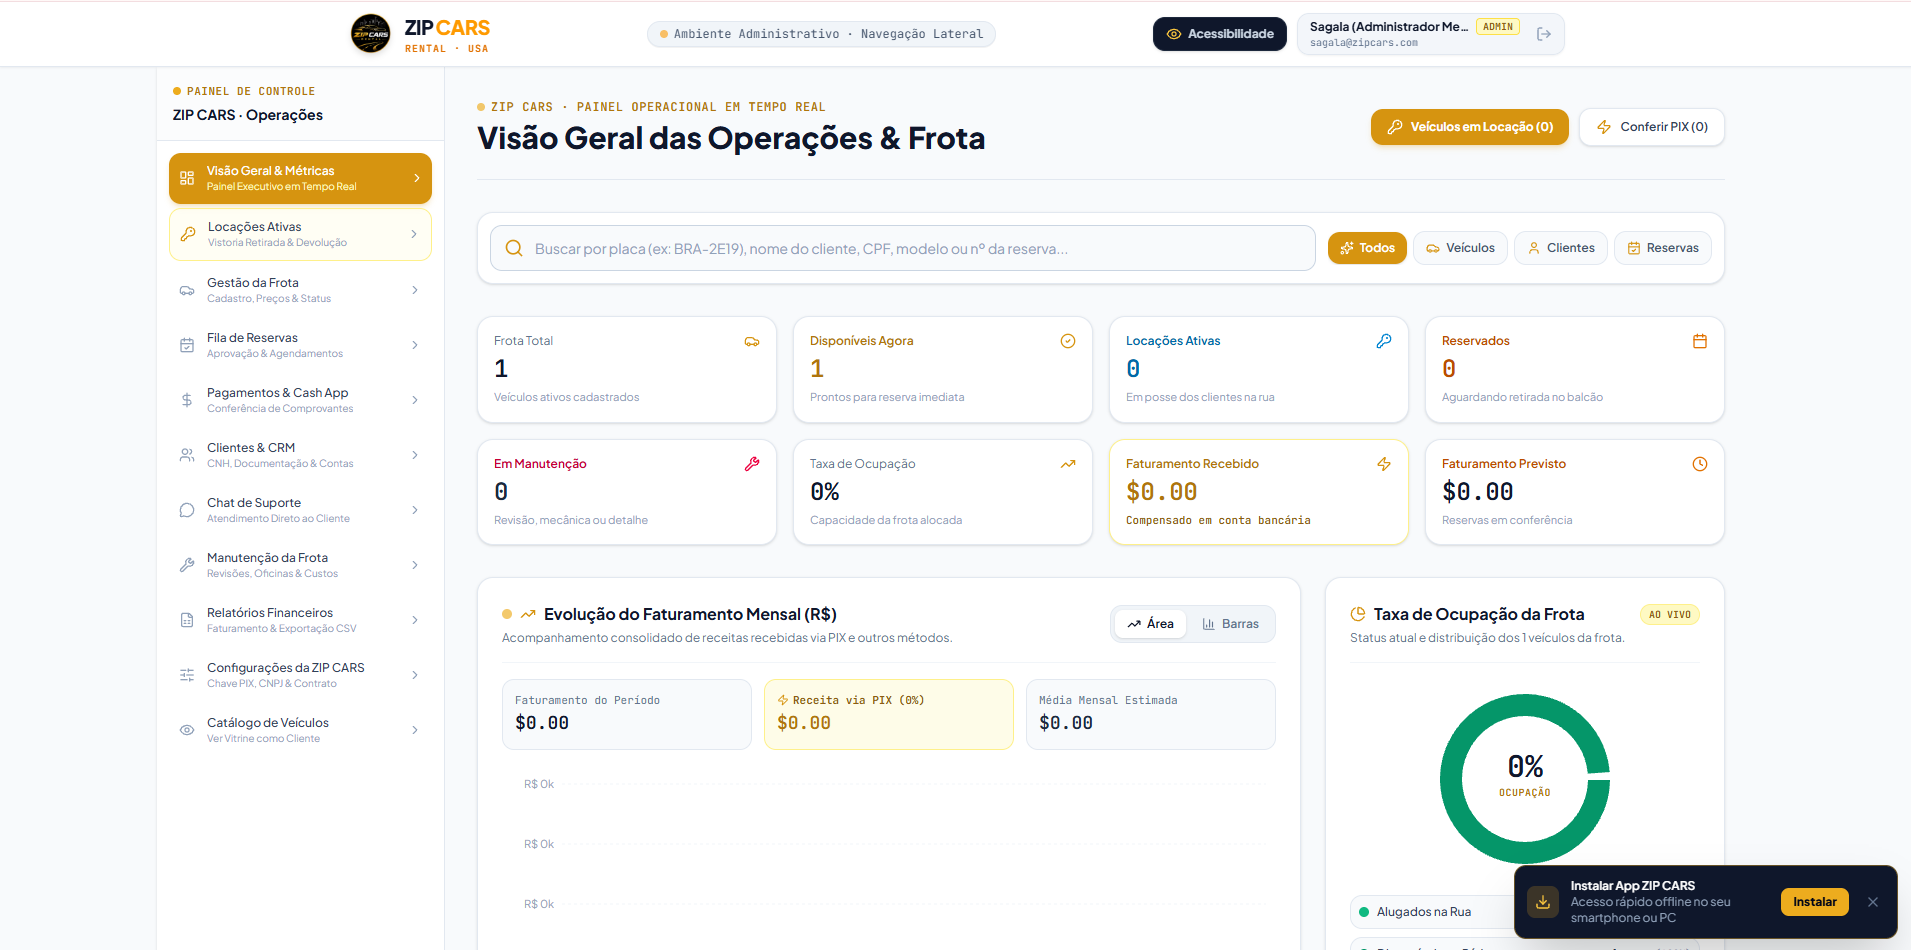 ZIP CARS
RENTAL · USA
Ambiente Administrativo · Navegação Lateral
Acessibilidade
Sagala (Administrador Me...
ADMIN
sagala@zipcars.com
PAINEL DE CONTROLE
ZIP CARS · Operações
Visão Geral & Métricas
Painel Executivo em Tempo Real
Locações Ativas
Vistoria Retirada & Devolução
Gestão da Frota
Cadastro, Preços & Status
Fila de Reservas
Aprovação & Agendamentos
Pagamentos & Cash App
Conferência de Comprovantes
Clientes & CRM
CNH, Documentação & Contas
Chat de Suporte
Atendimento Direto ao Cliente
Manutenção da Frota
Revisões, Oficinas & Custos
Relatórios Financeiros
Faturamento & Exportação CSV
Configurações da ZIP CARS
Chave PIX, CNPJ & Contrato
Catálogo de Veículos
Ver Vitrine como Cliente
ZIP CARS · PAINEL OPERACIONAL EM TEMPO REAL
Visão Geral das Operações & Frota
Veículos em Locação (0)
Conferir PIX (0)
Buscar por placa (ex: BRA-2E19), nome do cliente, CPF, modelo ou nº da reserva...
Todos
Veículos
Clientes
Reservas
Frota Total
1
Veículos ativos cadastrados
Disponíveis Agora
1
Prontos para reserva imediata
Locações Ativas
0
Em posse dos clientes na rua
Reservados
0
Aguardando retirada no balcão
Em Manutenção
0
Revisão, mecânica ou detalhe
Taxa de Ocupação
0%
Capacidade da frota alocada
Faturamento Recebido
$0.00
Compensado em conta bancária
Faturamento Previsto
$0.00
Reservas em conferência
Evolução do Faturamento Mensal (R$)
Acompanhamento consolidado de receitas recebidas via PIX e outros métodos.
Área
Barras
Faturamento do Período
$0.00
Receita via PIX (0%)
$0.00
Média Mensal Estimada
$0.00
R$ 0k
R$ 0k
R$ 0k
Taxa de Ocupação da Frota
AO VIVO
Status atual e distribuição dos 1 veículos da frota.
0%
OCUPAÇÃO
Alugados na Rua
Instalar App ZIP CARS
Acesso rápido offline no seu
smartphone ou PC
Instalar